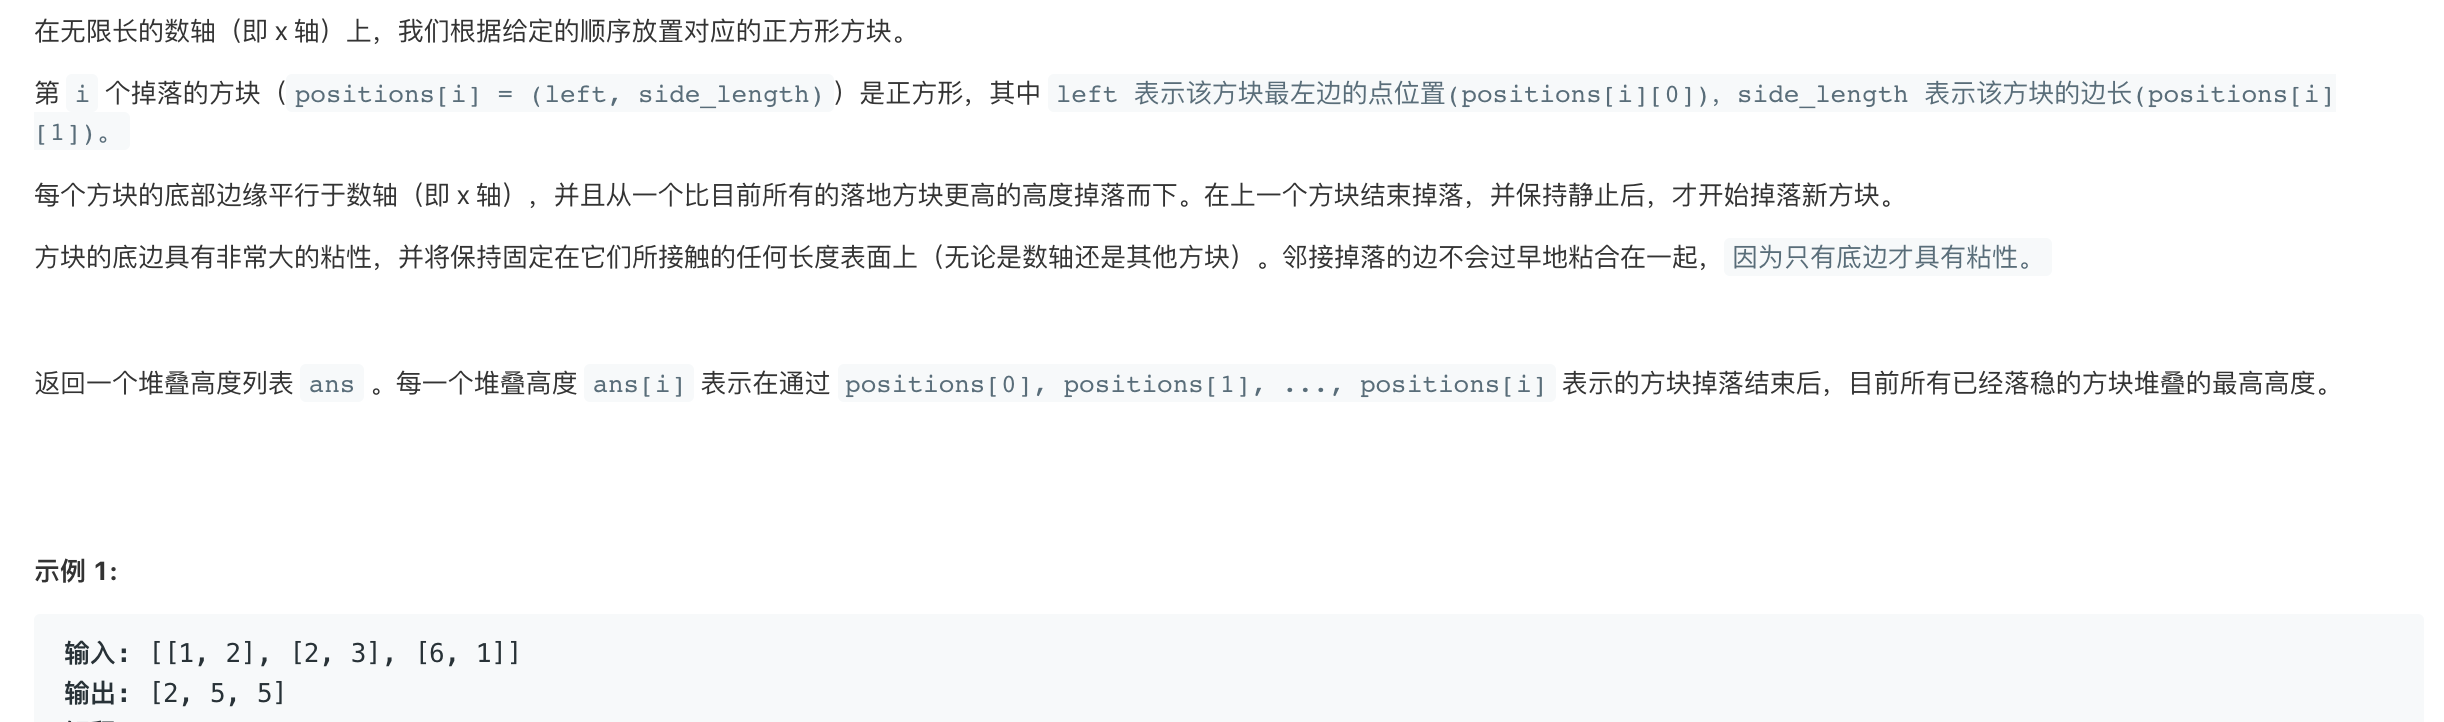 在无限长的数轴（即 x 轴）上，我们根据给定的顺序放置对应的正方形方块。
第 i 个掉落的方块（positions[i] = (left, side_length)）是正方形，其中 left 表示该方块最左边的点位置(positions[i][0])，side_length 表示该方块的边长(positions[i]
[1])。
每个方块的底部边缘平行于数轴（即 x 轴），并且从一个比目前所有的落地方块更高的高度掉落而下。在上一个方块结束掉落，并保持静止后，才开始掉落新方块。
方块的底边具有非常大的粘性，并将保持固定在它们所接触的任何长度表面上（无论是数轴还是其他方块）。邻接掉落的边不会过早地粘合在一起，因为只有底边才具有粘性。
返回一个堆叠高度列表 ans 。每一个堆叠高度 ans[i] 表示在通过 positions[0], positions[1], ..., positions[i] 表示的方块掉落结束后，目前所有已经落稳的方块堆叠的最高高度。
示例 1:
输入: [[1, 2], [2, 3], [6, 1]]
输出: [2, 5, 5]